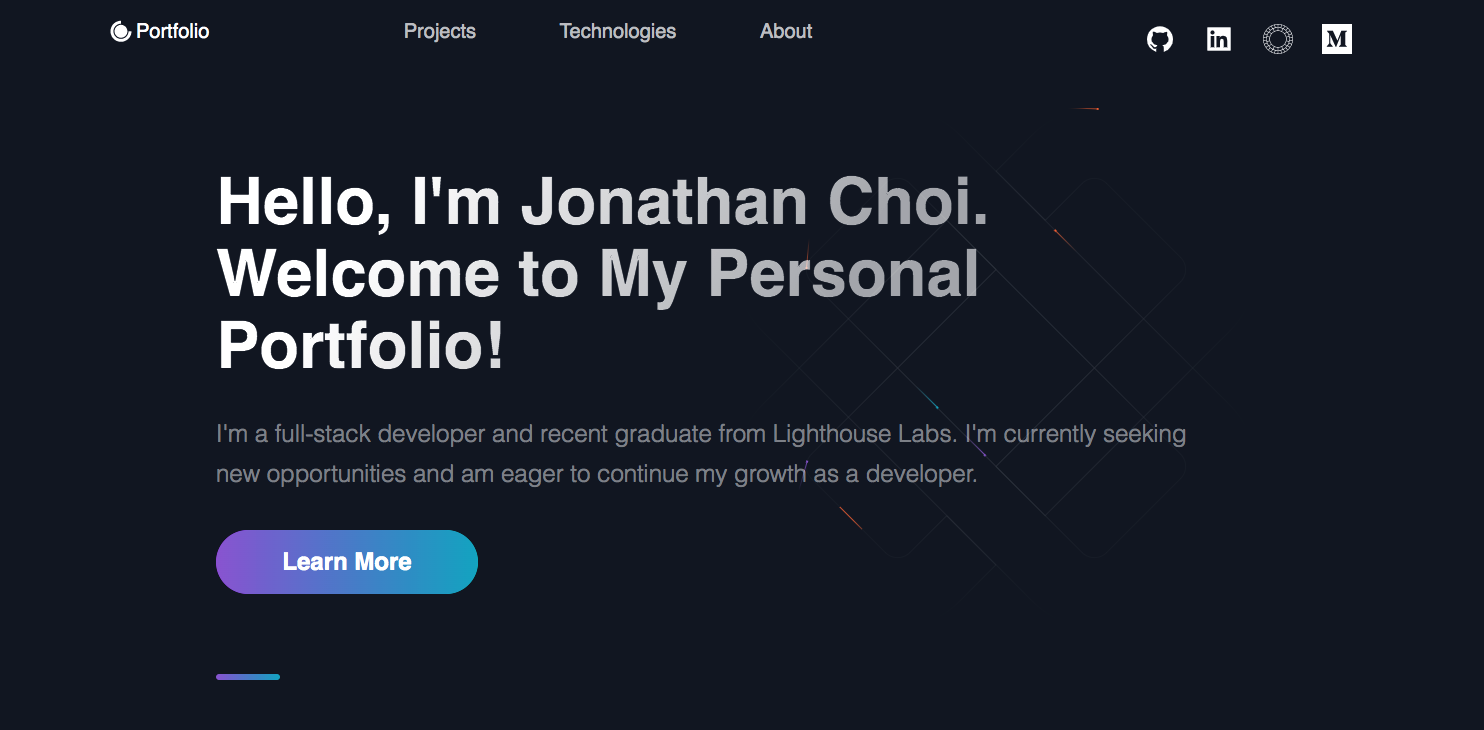 Portfolio
Projects
Technologies
About
in
M
Hello, I'm Jonathan Choi.
Welcome to My Personal
Portfolio!
I'm a full-stack developer and recent graduate from Lighthouse Labs. I'm currently seeking
new opportunities and am eager to continue my growth as a developer.
Learn More